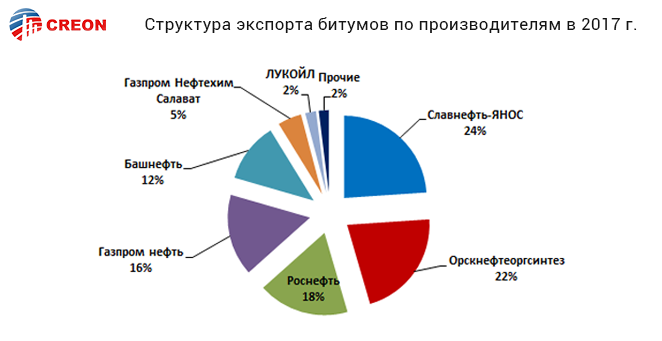 CREON
Структура экспорта битумов по производителям в 2017 г.
Славнефть-ЯНОС
24%
Орскнефтеоргсинтез
22%
Роснефть
18%
Газпром нефть
16%
Башнефть
12%
Газпром Нефтехим
Салават
5%
ЛУКОЙЛ
2%
Прочие
2%